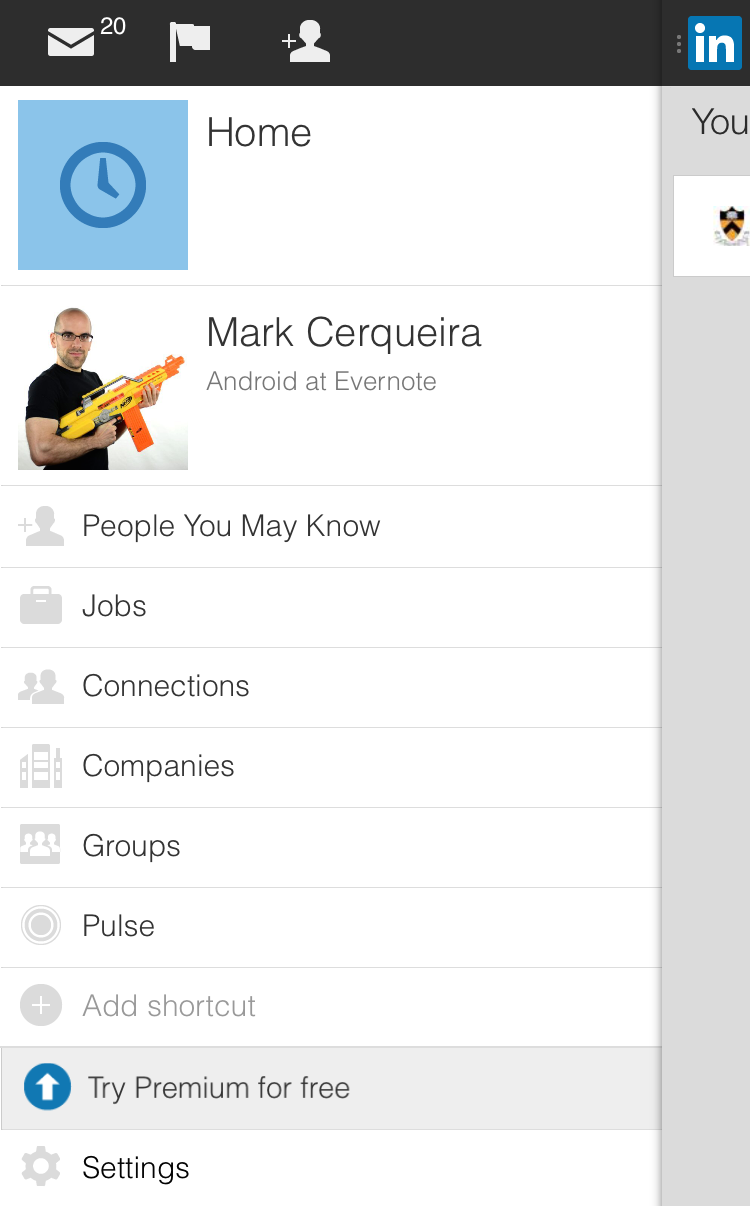 20
in
You
Home
Mark Cerqueira
Android at Evernote
People You May Know
Jobs
Connections
Companies
Groups
Pulse
Add shortcut
Try Premium for free
Settings